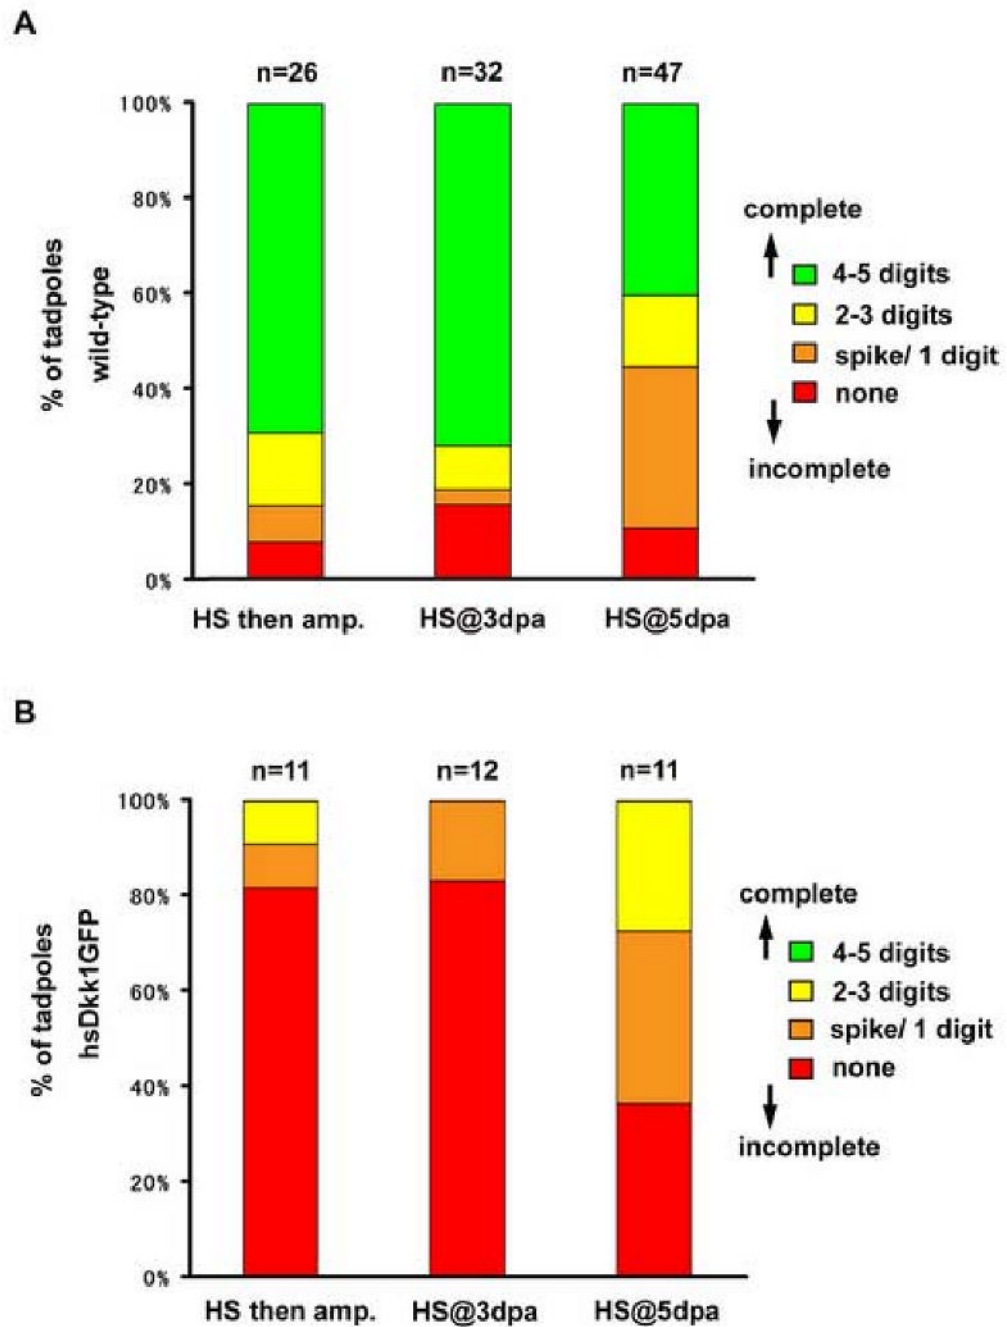 A
n=26 n=32 n=47
100%
80%
60%
40%
20%
0%
% of tadpoles
wild-type
complete
4-5 digits
2-3 digits
spike/ 1 digit
none
incomplete
HS then amp. HS@3dpa HS@5dpa
B
n=11 n=12 n=11
100%
80%
60%
40%
20%
0%
% of tadpoles
hsDkk1GFP
complete
4-5 digits
2-3 digits
spike/ 1 digit
none
incomplete
HS then amp. HS@3dpa HS@5dpa